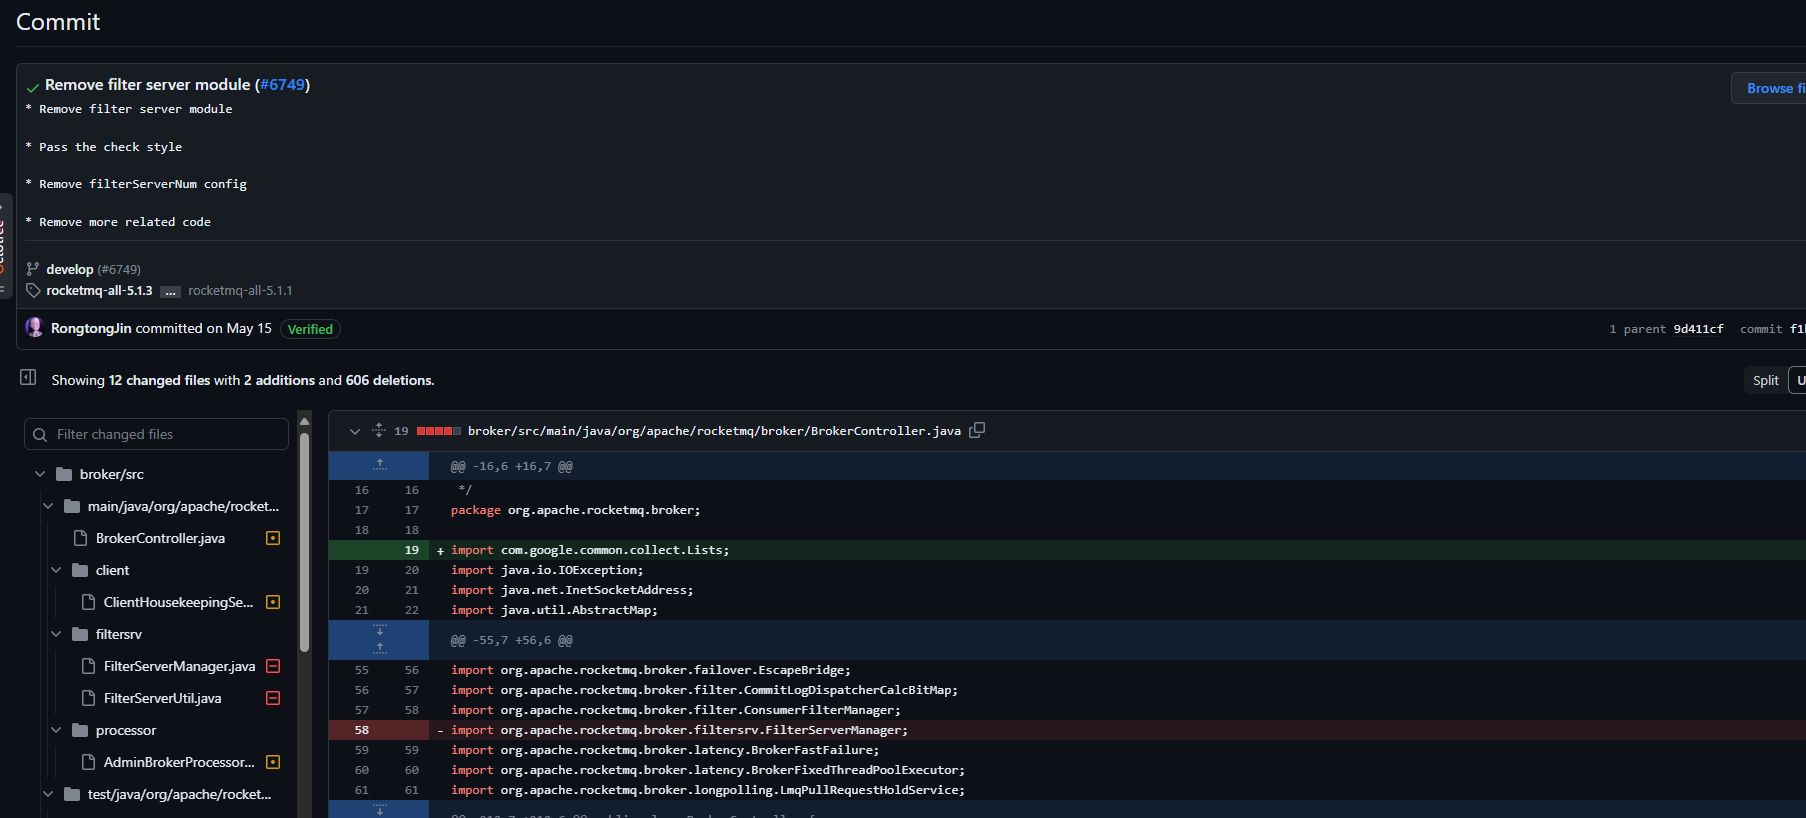 Commit
Remove filter server module (#6749)
Browse fi
* Remove filter server module
* Pass the check style
* Remove filterServerNum config
* Remove more related code
develop (#6749)
rocketmq-all-5.1.3 ... rocketmq-all-5.1.1
RongtongJin committed on May 15 Verified
1 parent 9d411cf commit f1
Showing 12 changed files with 2 additions and 606 deletions.
Split U
Filter changed files
broker/src
main/java/org/apache/rocket...
BrokerController.java
client
ClientHousekeepingSe...
filtersrv
FilterServerManager.java
FilterServerUtil.java
processor
AdminBrokerProcessor...
test/java/org/apache/rocket...
19 broker/src/main/java/org/apache/rocketmq/broker/BrokerController.java
@@ -16,6 +16,7 @@
16 16 */
17 17 package org.apache.rocketmq.broker;
18 18
19 + import com.google.common.collect.Lists;
19 20 import java.io.IOException;
20 21 import java.net.InetSocketAddress;
21 22 import java.util.AbstractMap;
@@ -55,7 +56,6 @@
55 56 import org.apache.rocketmq.broker.failover.EscapeBridge;
56 57 import org.apache.rocketmq.broker.filter.CommitLogDispatcherCalcBitMap;
57 58 import org.apache.rocketmq.broker.filter.ConsumerFilterManager;
58 - import org.apache.rocketmq.broker.filtersrv.FilterServerManager;
59 59 import org.apache.rocketmq.broker.latency.BrokerFastFailure;
60 60 import org.apache.rocketmq.broker.latency.BrokerFixedThreadPoolExecutor;
61 61 import org.apache.rocketmq.broker.longpolling.LmqPullRequestHoldService;